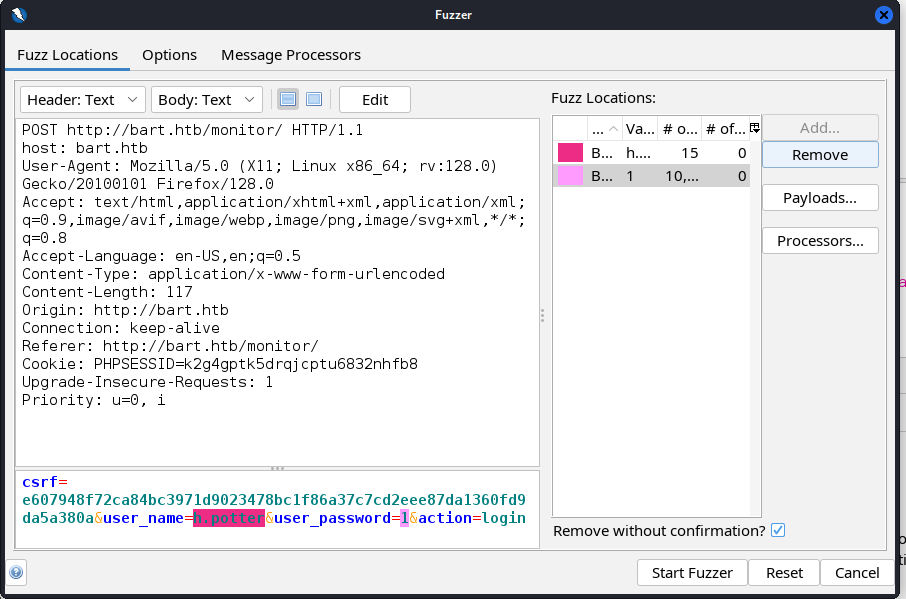 Fuzzer
Fuzz Locations Options Message Processors
Header: Text Body: Text Edit
POST http://bart.htb/monitor/ HTTP/1.1
host: bart.htb
User-Agent: Mozilla/5.0 (X11; Linux x86_64; rv:128.0)
Gecko/20100101 Firefox/128.0
Accept: text/html,application/xhtml+xml,application/xml;
q=0.9,image/avif,image/webp,image/png,image/svg+xml,*/*;
q=0.8
Accept-Language: en-US,en;q=0.5
Content-Type: application/x-www-form-urlencoded
Content-Length: 117
Origin: http://bart.htb
Connection: keep-alive
Referer: http://bart.htb/monitor/
Cookie: PHPSESSID=k2g4gptk5drqjcptu6832nhfb8
Upgrade-Insecure-Requests: 1
Priority: u=0, i
csrf=
e607948f72ca84bc3971d9023478bc1f86a37c7cd2eee87da1360fd9
da5a380a&user_name=h.potter&user_password=1&action=login
Fuzz Locations:
... Va... # o... # of...
B... h.... 15 0
B... 1 10,... 0
Add...
Remove
Payloads...
Processors...
Remove without confirmation?
Start Fuzzer Reset Cancel